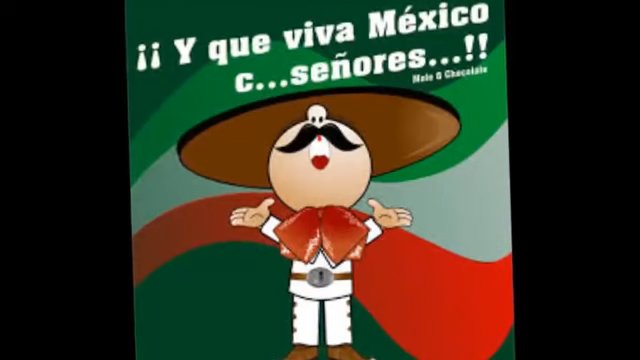 ¡¡ Y que viva México
c...señores...!!
Mole & Chocolate